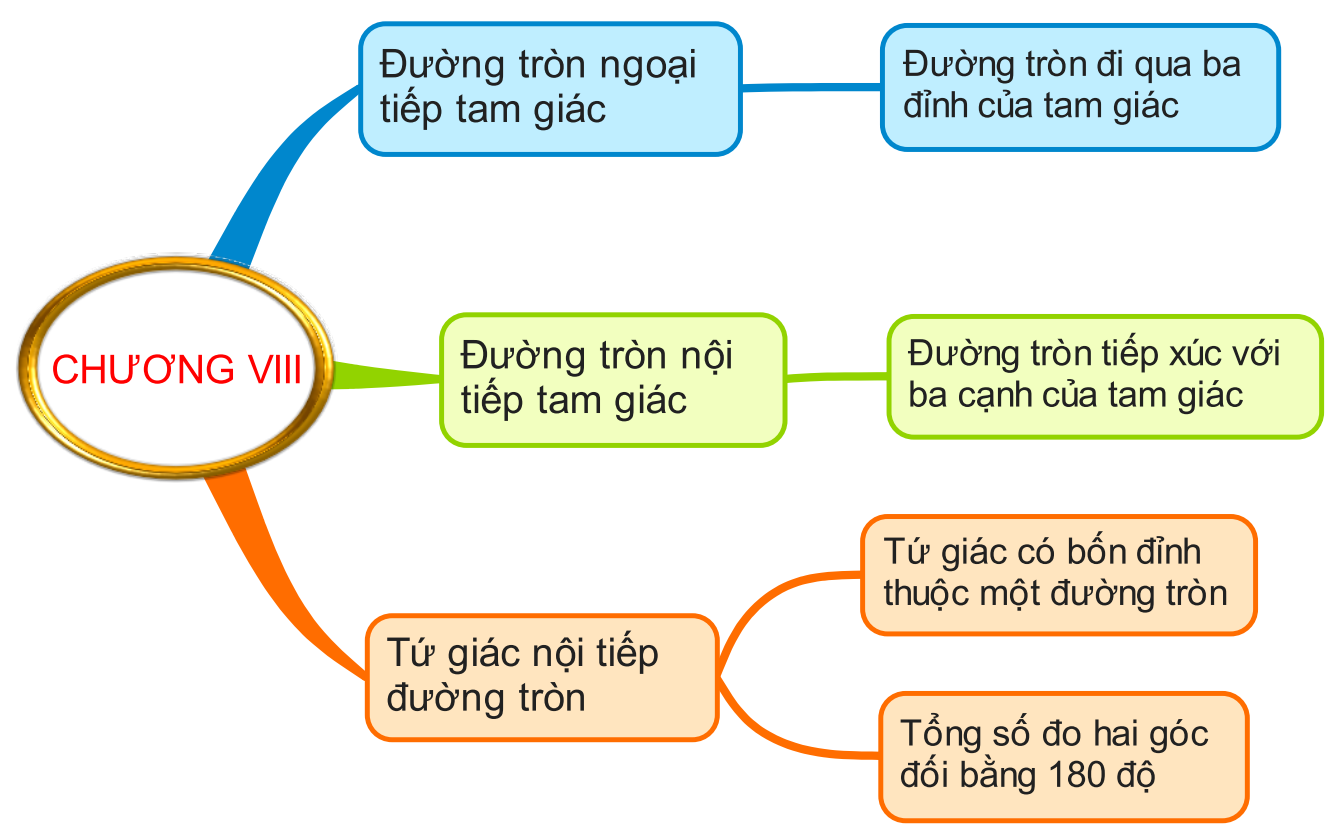 Đường tròn ngoại
tiếp tam giác
Đường tròn đi qua ba
đỉnh của tam giác
CHƯƠNG VIII
Đường tròn nội
tiếp tam giác
Đường tròn tiếp xúc với
ba cạnh của tam giác
Tứ giác nội tiếp
đường tròn
Tứ giác có bốn đỉnh
thuộc một đường tròn
Tổng số đo hai góc
đối bằng 180 độ